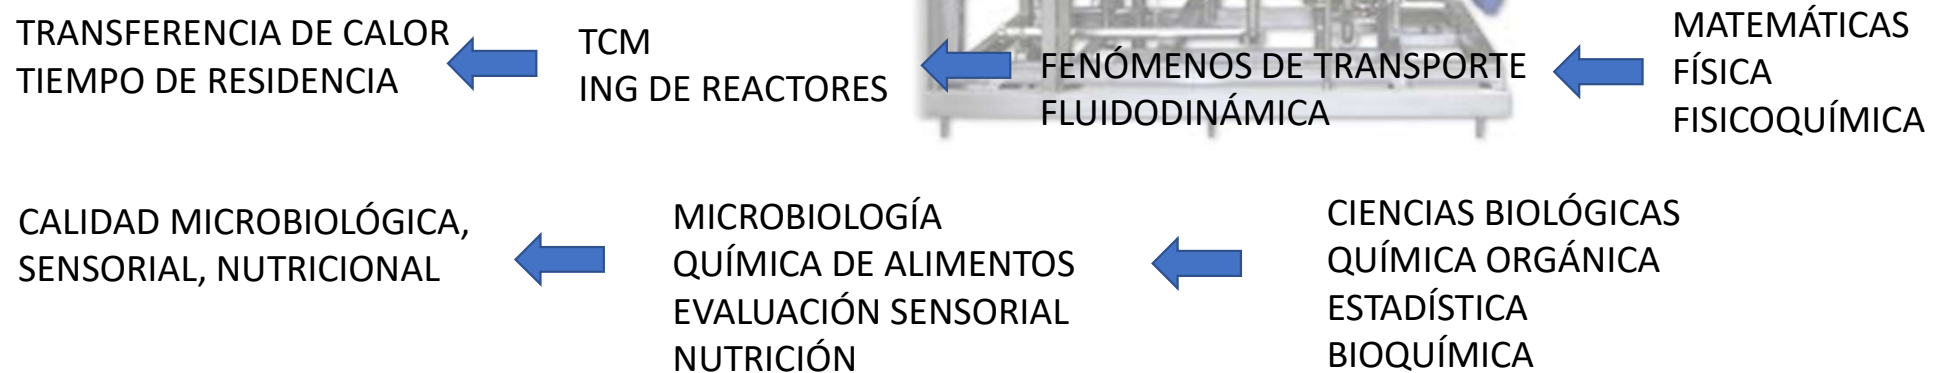 TRANSFERENCIA DE CALOR
TIEMPO DE RESIDENCIA
TCM
ING DE REACTORES
FENÓMENOS DE TRANSPORTE
FLUIDODINÁMICA
MATEMÁTICAS
FÍSICA
FISICOQUÍMICA
CALIDAD MICROBIOLÓGICA,
SENSORIAL, NUTRICIONAL
MICROBIOLOGÍA
QUÍMICA DE ALIMENTOS
EVALUACIÓN SENSORIAL
NUTRICIÓN
CIENCIAS BIOLÓGICAS
QUÍMICA ORGÁNICA
ESTADÍSTICA
BIOQUÍMICA